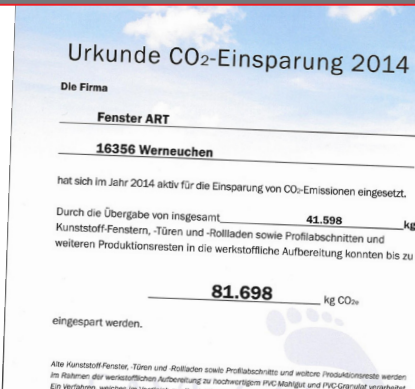 Urkunde CO₂-Einsparung 2014
Die Firma
Fenster ART
16356 Werneuchen
hat sich im Jahr 2014 aktiv für die Einsparung von CO₂-Emissionen eingesetzt.
Durch die Übergabe von insgesamt 41.598 kg
Kunststoff-Fenstern, -Türen und -Rollladen sowie Profilabschnitten und
weiteren Produktionsresten in die werkstoffliche Aufbereitung konnten bis zu
81.698 kg CO₂ₑ
eingespart werden.
Alte Kunststoff-Fenster, -Türen und -Rollladen sowie Profilabschnitte und weitere Produktionsreste werden
im Rahmen der werkstofflichen Aufbereitung zu hochwertigem PVC-Mahlgut und PVC-Granulat verarbeitet.
Ein Verfahren, welches im